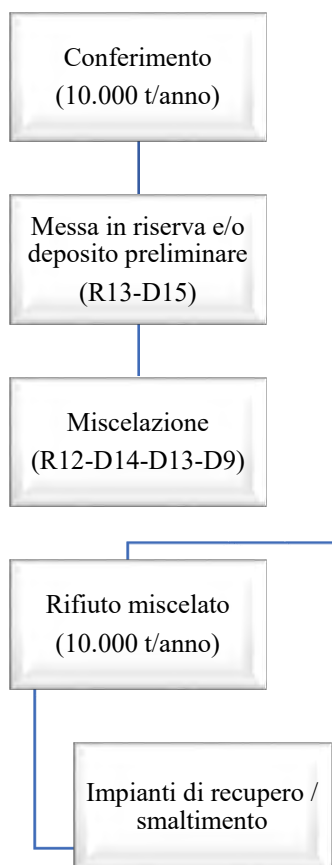 Conferimento
(10.000 t/anno)
Messa in riserva e/o
deposito preliminare
(R13-D15)
Miscelazione
(R12-D14-D13-D9)
Rifiuto miscelato
(10.000 t/anno)
Impianti di recupero /
smaltimento